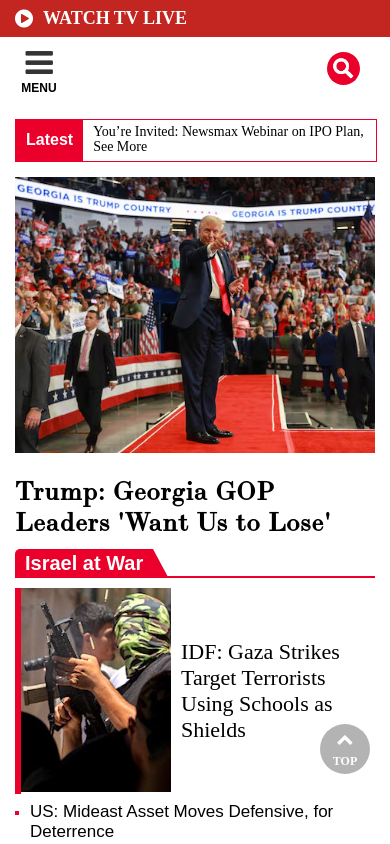 WATCH TV LIVE
MENU
Latest
You’re Invited: Newsmax Webinar on IPO Plan,
See More
GEORGIA IS TRUMP COUNTRY
GEORGIA IS TRUMP COUNTRY
Trump: Georgia GOP
Leaders 'Want Us to Lose'
Israel at War
IDF: Gaza Strikes
Target Terrorists
Using Schools as
Shields
TOP
US: Mideast Asset Moves Defensive, for
Deterrence